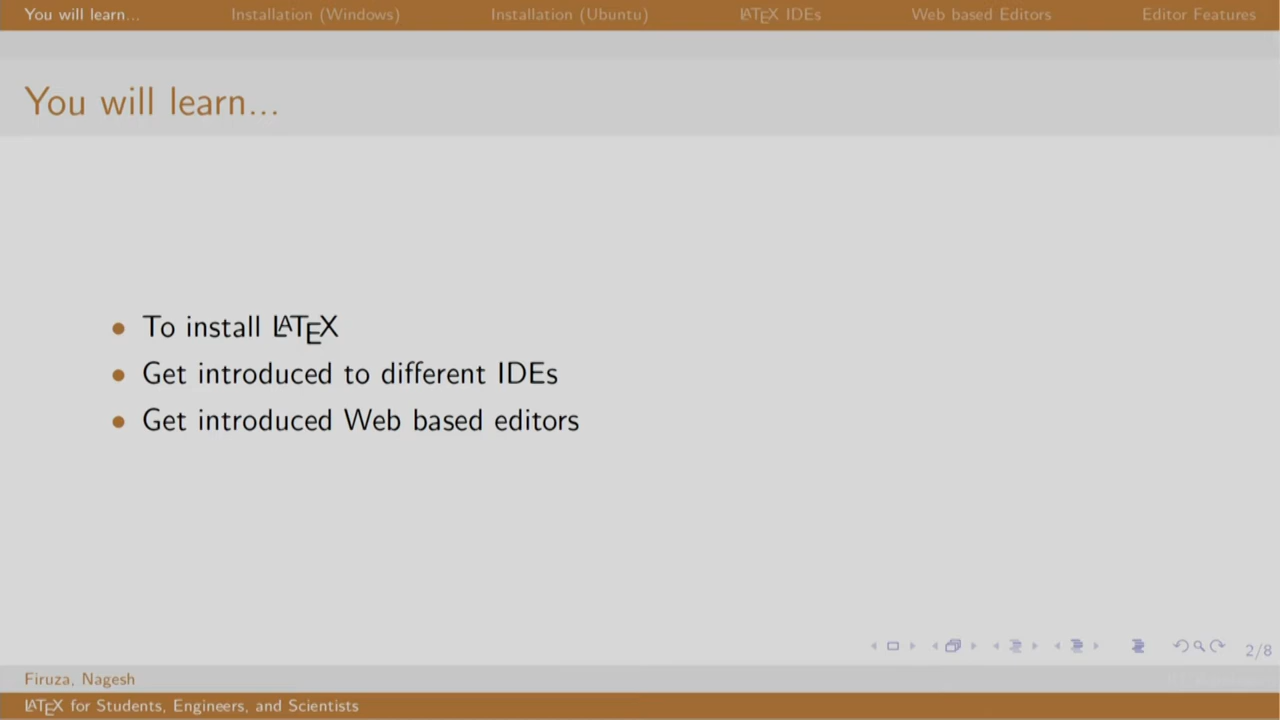 You will learn... Installation (Windows) Installation (Ubuntu) LATEX IDEs Web based Editors Editor Features
You will learn...
• To install LATEX
• Get introduced to different IDEs
• Get introduced Web based editors
2/8
Firuza, Nagesh
LATEX for Students, Engineers, and Scientists